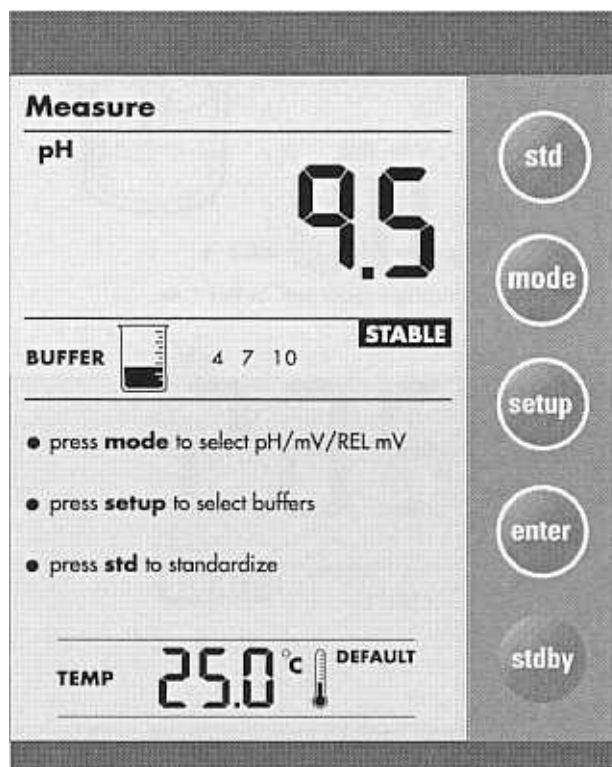 Measure
pH
9.5
STABLE
BUFFER 4 7 10
● press mode to select pH/mV/REL mV
● press setup to select buffers
● press std to standardize
TEMP 25.0 °C DEFAULT
std
mode
setup
enter
stdby